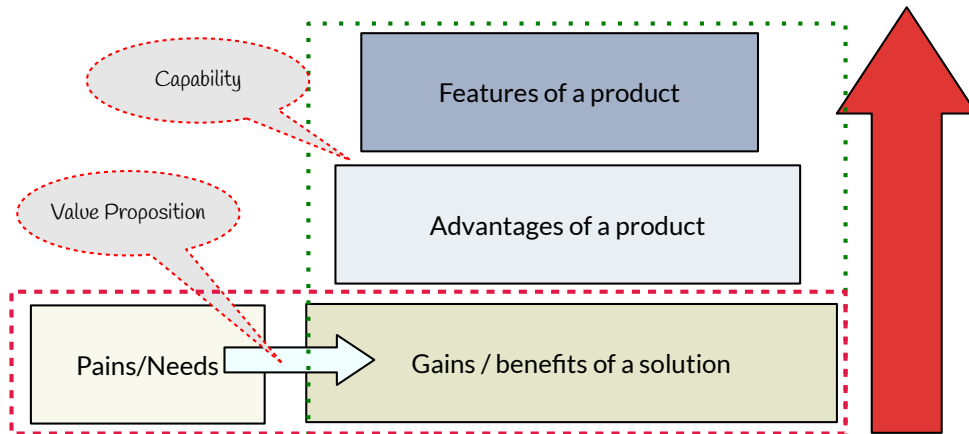 Capability
Features of a product
Value Proposition
Advantages of a product
Pains/Needs
Gains / benefits of a solution